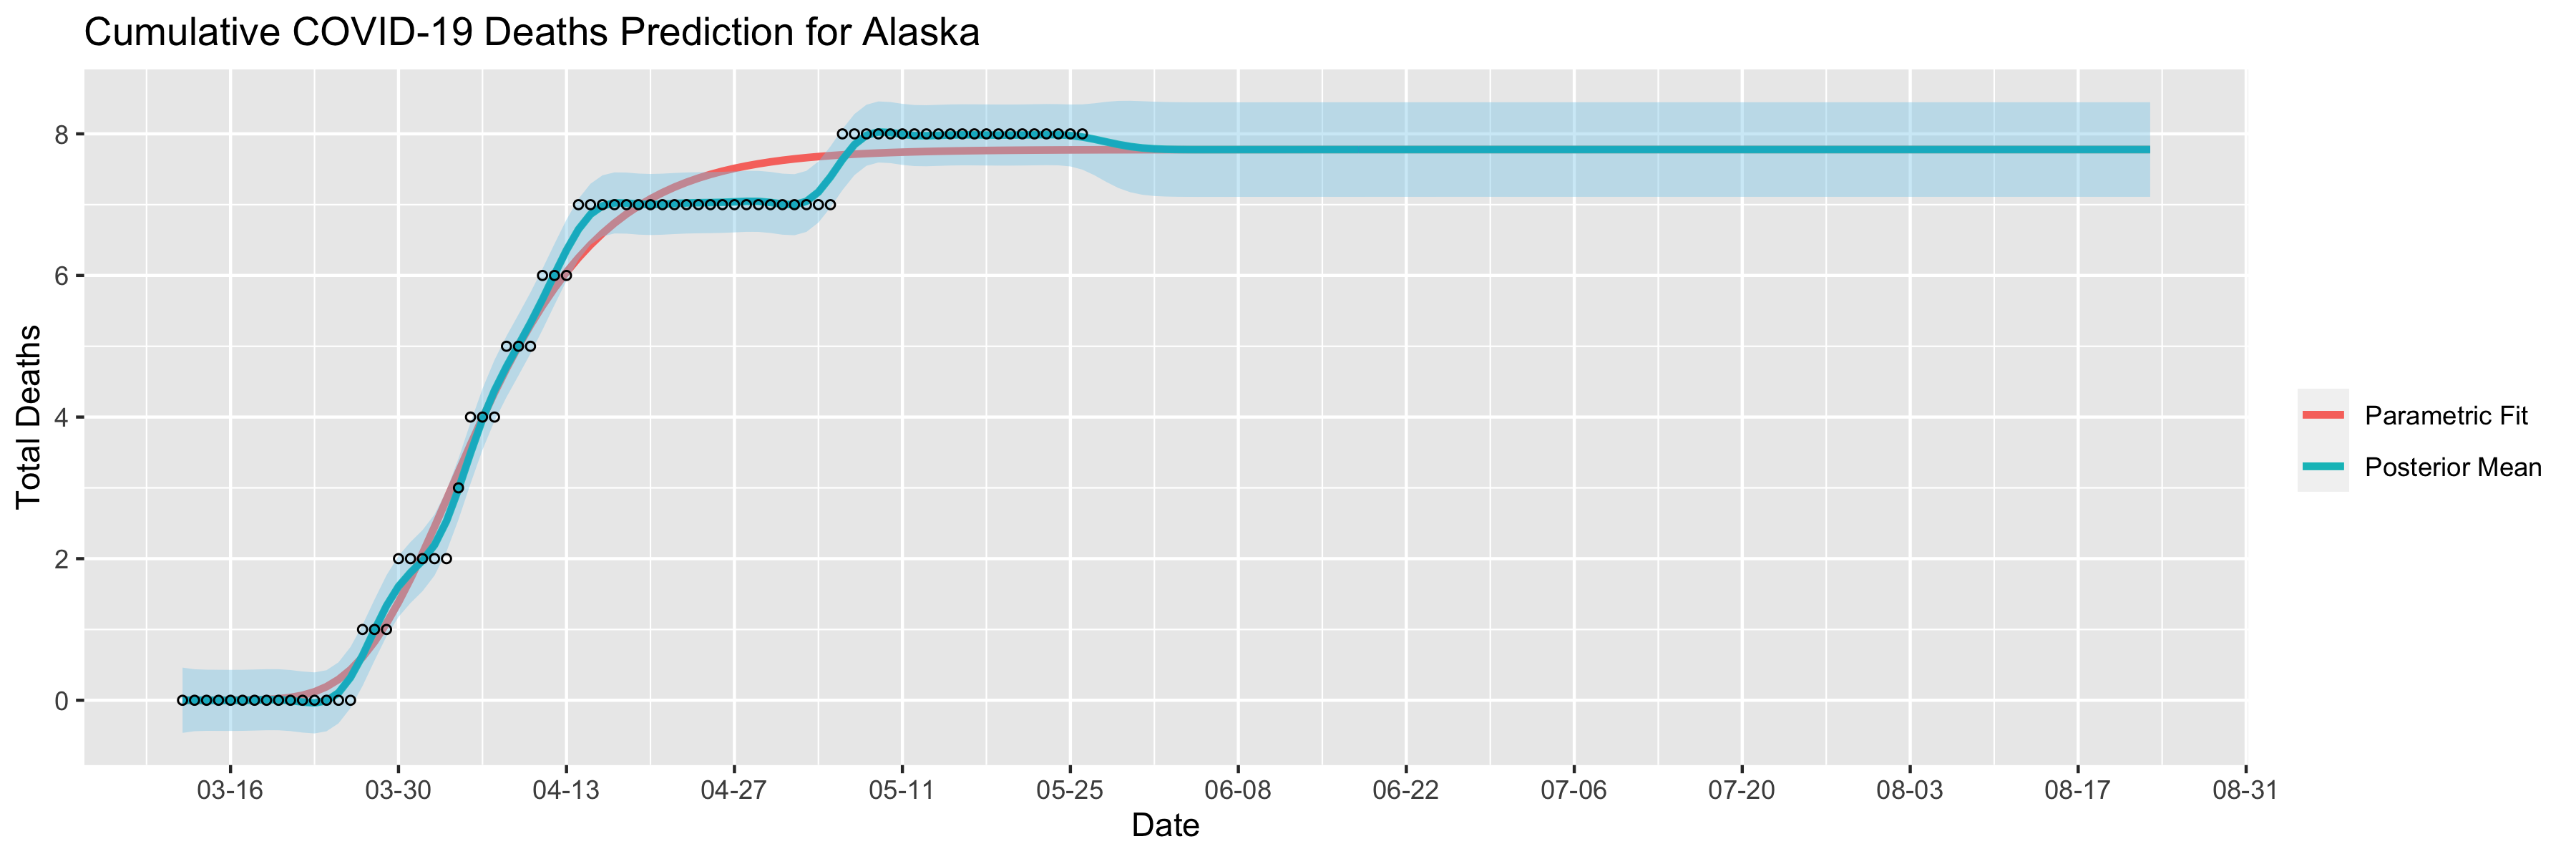 Cumulative COVID-19 Deaths Prediction for Alaska
Total Deaths
8
6
4
2
0
03-16 03-30 04-13 04-27 05-11 05-25 06-08 06-22 07-06 07-20 08-03 08-17 08-31
Date
Parametric Fit
Posterior Mean